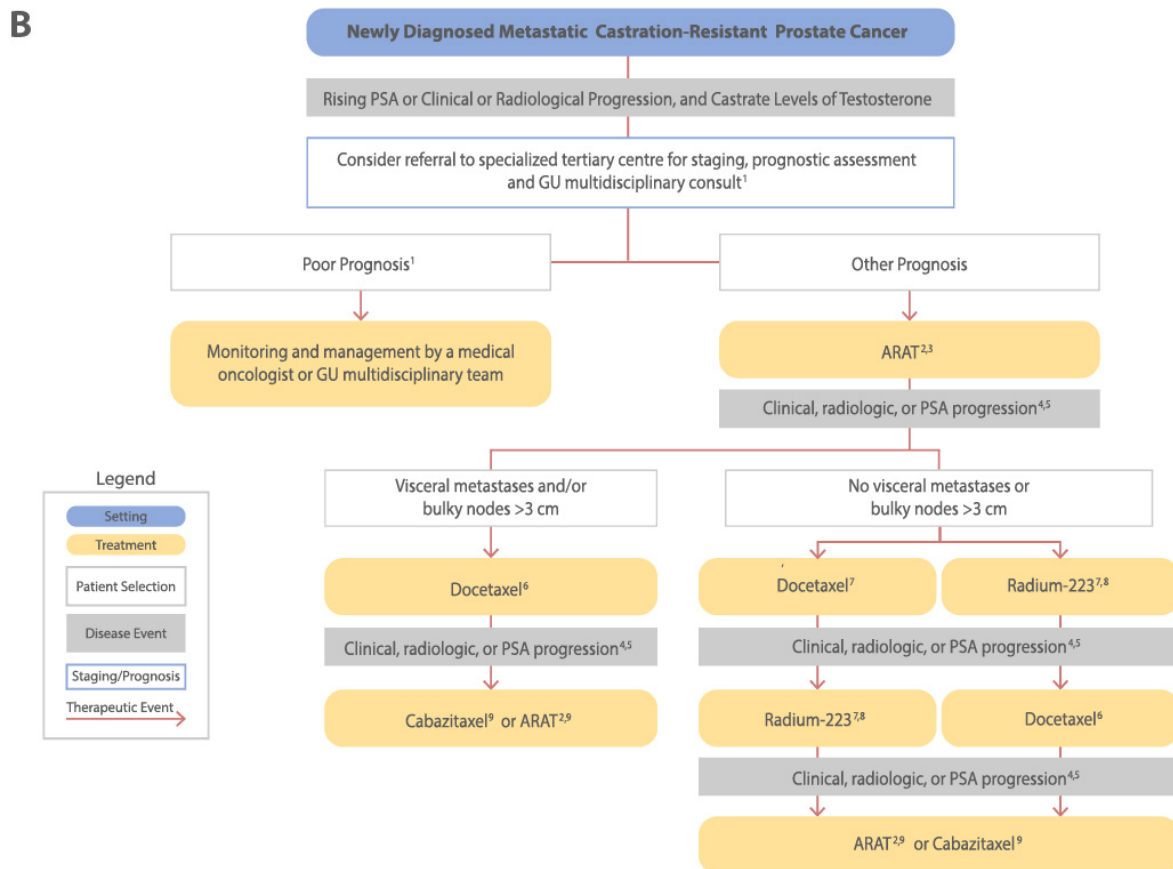 B
Newly Diagnosed Metastatic Castration-Resistant Prostate Cancer
Rising PSA or Clinical or Radiological Progression, and Castrate Levels of Testosterone
Consider referral to specialized tertiary centre for staging, prognostic assessment
and GU multidisciplinary consult¹
Poor Prognosis¹
Other Prognosis
Monitoring and management by a medical
oncologist or GU multidisciplinary team
ARAT²,³
Clinical, radiologic, or PSA progression⁴,⁵
Visceral metastases and/or
bulky nodes >3 cm
No visceral metastases or
bulky nodes >3 cm
Docetaxel⁶
Docetaxel⁷
Radium-223⁷,⁸
Clinical, radiologic, or PSA progression⁴,⁵
Clinical, radiologic, or PSA progression⁴,⁵
Cabazitaxel⁹ or ARAT²,⁹
Radium-223⁷,⁸
Docetaxel⁶
Clinical, radiologic, or PSA progression⁴,⁵
ARAT²,⁹ or Cabazitaxel⁹
Legend
Setting
Treatment
Patient Selection
Disease Event
Staging/Prognosis
Therapeutic Event